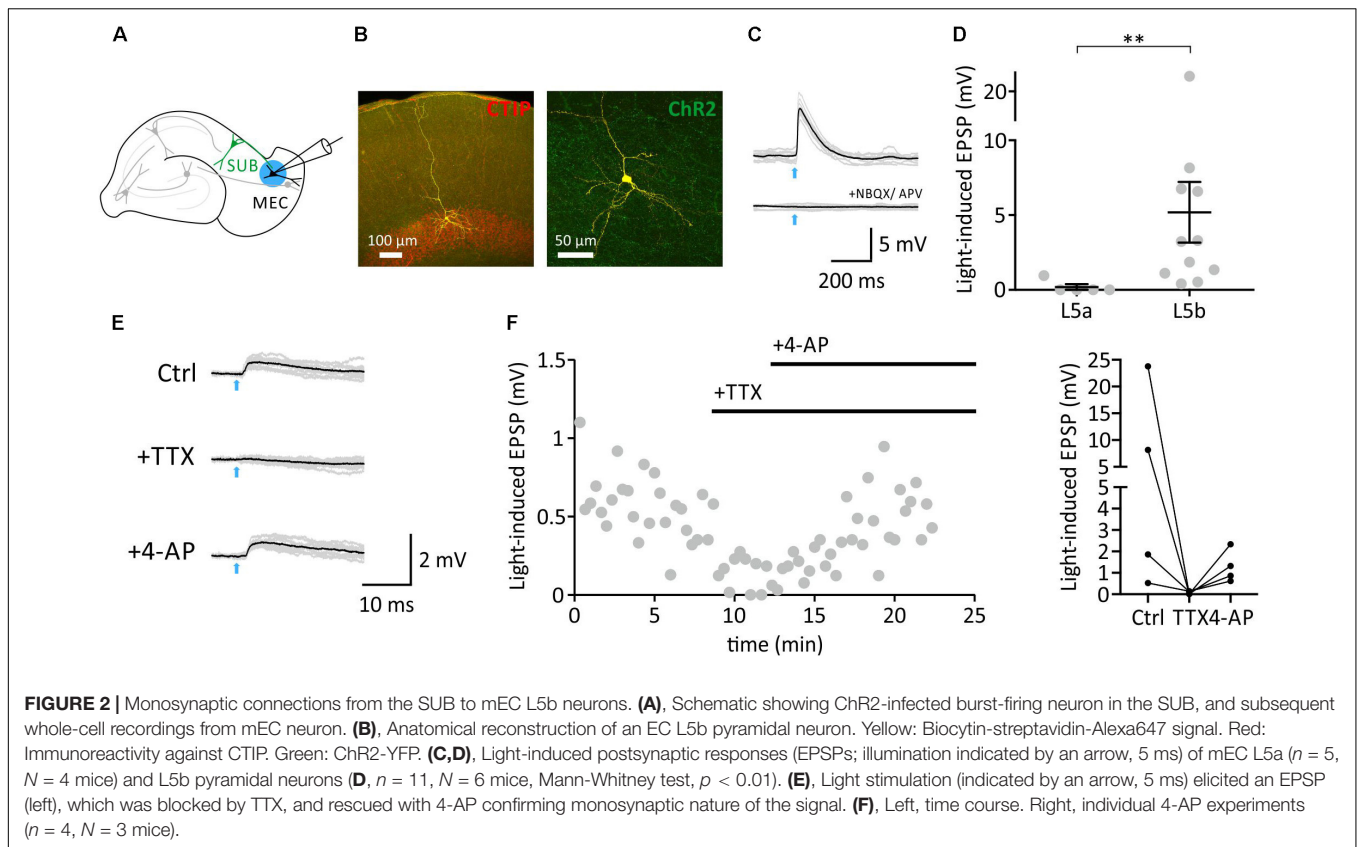 A
SUB
MEC
B
CTIP
100 µm
ChR2
50 µm
C
+NBQX/ APV
5 mV
200 ms
D
**
Light-induced EPSP (mV)
20
10
5
0
L5a
L5b
E
Ctrl
+TTX
+4-AP
2 mV
10 ms
F
+4-AP
+TTX
Light-induced EPSP (mV)
1.5
1
0.5
0
0
5
10
15
20
25
time (min)
Light-induced EPSP (mV)
25
20
15
10
5
5
4
3
2
1
0
Ctrl TTX4-AP
FIGURE 2 | Monosynaptic connections from the SUB to mEC L5b neurons. (A), Schematic showing ChR2-infected burst-firing neuron in the SUB, and subsequent
whole-cell recordings from mEC neuron. (B), Anatomical reconstruction of an EC L5b pyramidal neuron. Yellow: Biocytin-streptavidin-Alexa647 signal. Red:
Immunoreactivity against CTIP. Green: ChR2-YFP. (C,D), Light-induced postsynaptic responses (EPSPs; illumination indicated by an arrow, 5 ms) of mEC L5a (n = 5,
N = 4 mice) and L5b pyramidal neurons (D, n = 11, N = 6 mice, Mann-Whitney test, p < 0.01). (E), Light stimulation (indicated by an arrow, 5 ms) elicited an EPSP
(left), which was blocked by TTX, and rescued with 4-AP confirming monosynaptic nature of the signal. (F), Left, time course. Right, individual 4-AP experiments
(n = 4, N = 3 mice).